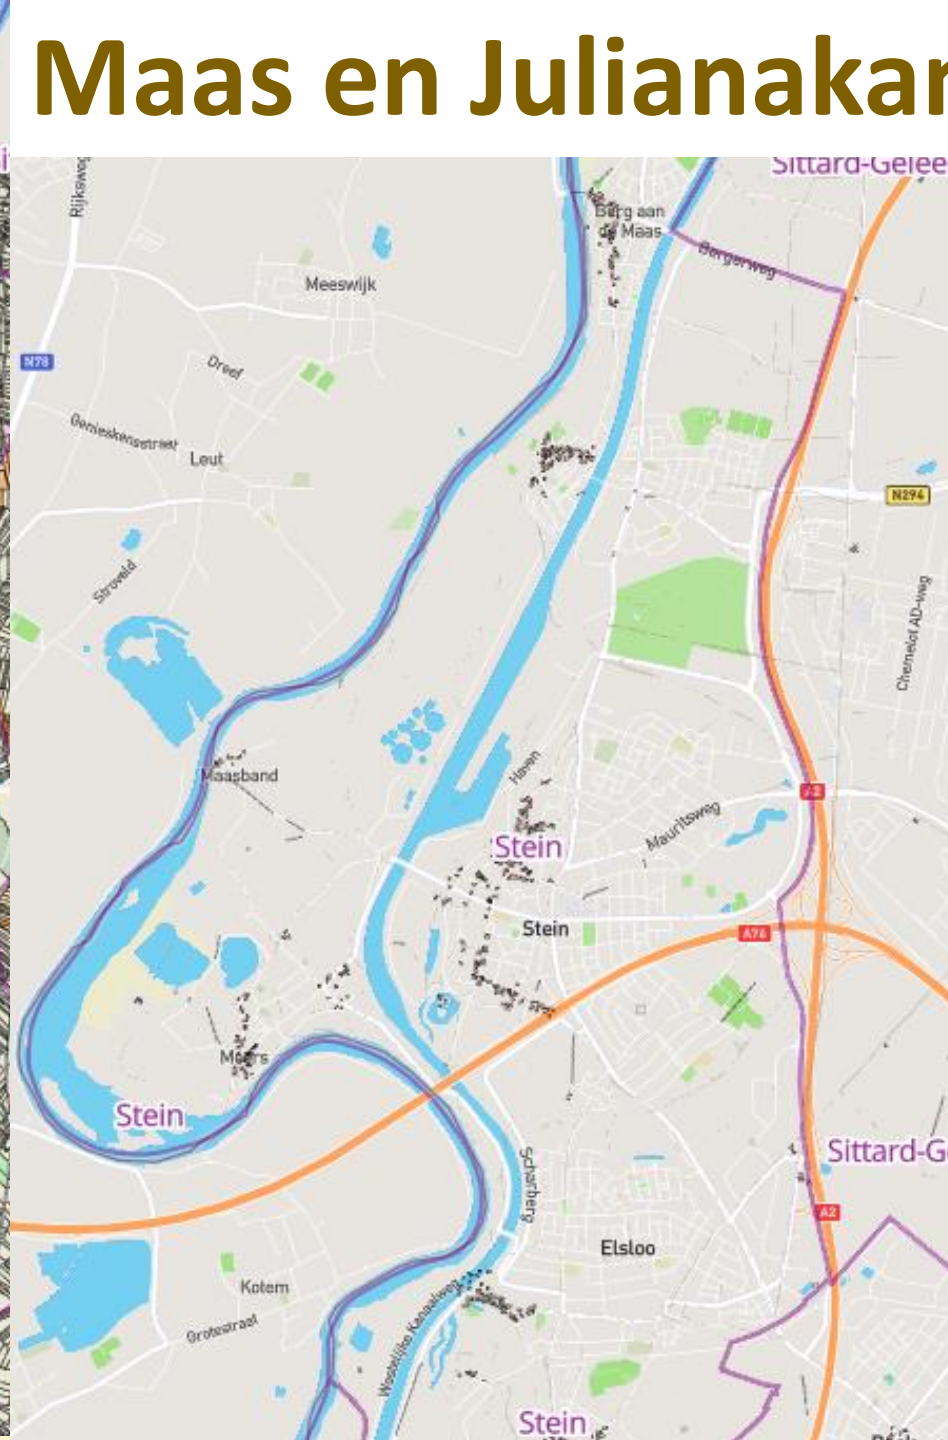 Maas en Julianakan
Sittard-Gelee
Rijksweg
Berg aan
de Maas
Bergerweg
Meeswijk
N78
Dreef
Genieskensstraat
Leut
N294
Stroveld
Chemelot AD-weg
Maasband
Haven
A2
Mauritsweg
Stein
Stein
A76
Meers
Stein
Scharberg
Sittard-G
A2
Elsloo
Kotem
Grotestraat
Westelijke Kanaalweg
Stein